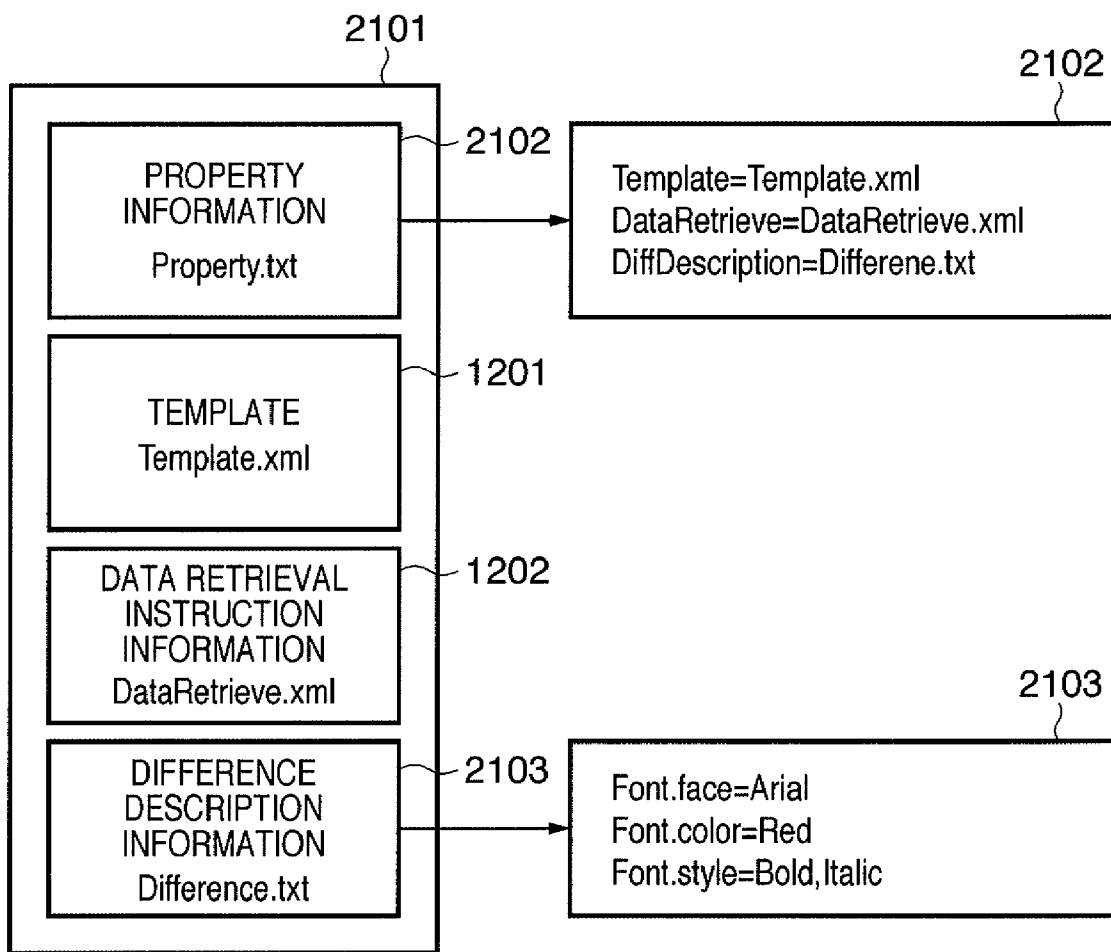 2101
2102
PROPERTY
INFORMATION
Property.txt
2102
Template=Template.xml
DataRetrieve=DataRetrieve.xml
DiffDescription=Differene.txt
1201
TEMPLATE
Template.xml
1202
DATA RETRIEVAL
INSTRUCTION
INFORMATION
DataRetrieve.xml
2103
DIFFERENCE
DESCRIPTION
INFORMATION
Difference.txt
2103
Font.face=Arial
Font.color=Red
Font.style=Bold,Italic